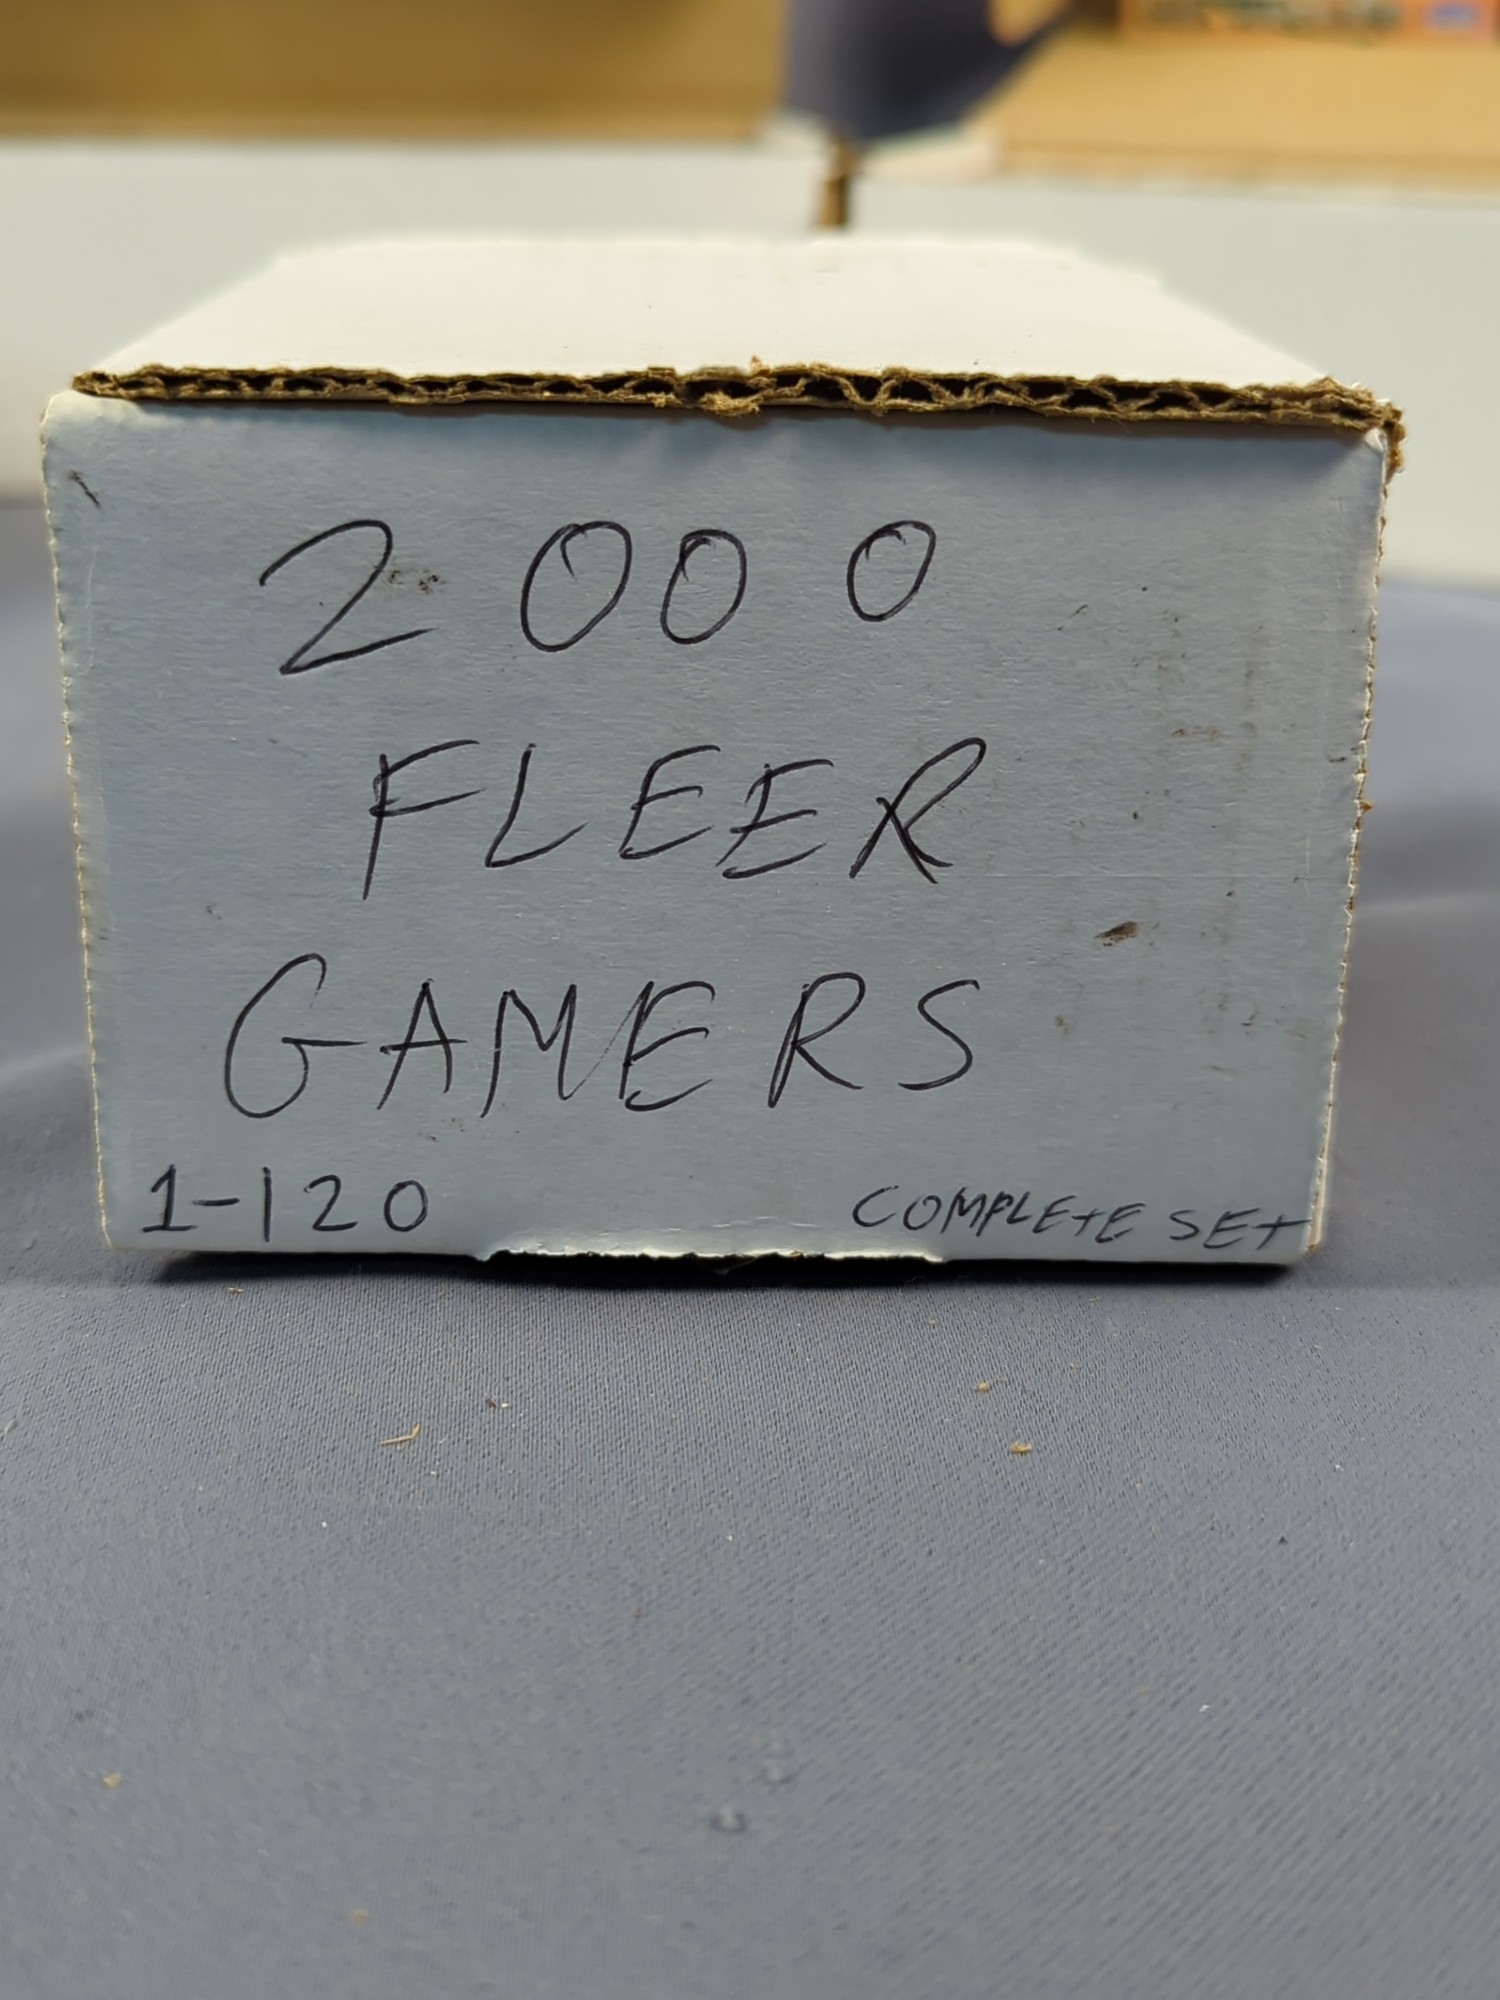 2000
FLEER
GAMERS
1-120 COMPLETE SET